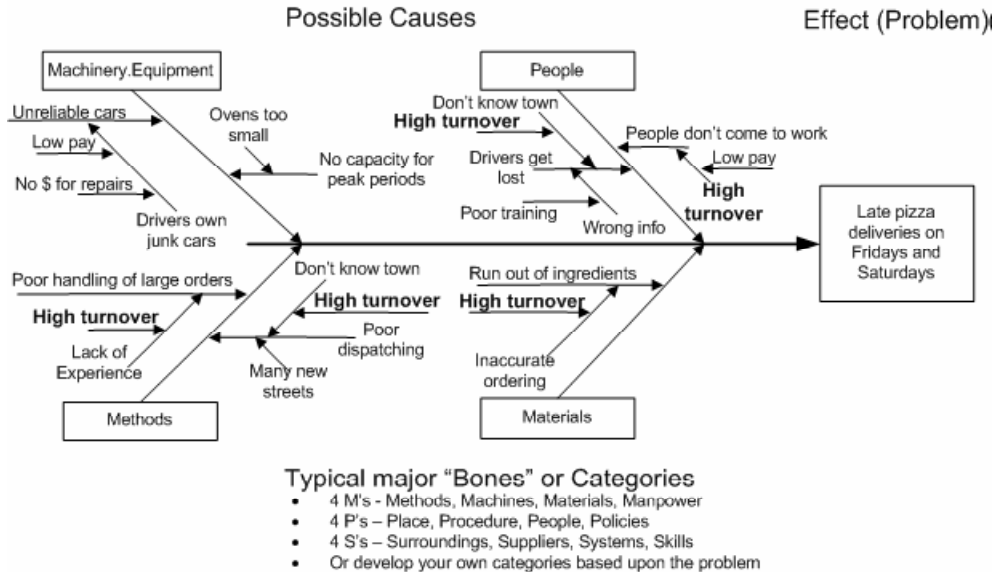 Possible Causes
Effect (Problem)(
Machinery.Equipment
People
Unreliable cars
Low pay
No $ for repairs
Drivers own
junk cars
Ovens too
small
No capacity for
peak periods
Don't know town
High turnover
Drivers get
lost
Poor training
Wrong info
People don't come to work
Low pay
High
turnover
Late pizza
deliveries on
Fridays and
Saturdays
Poor handling of large orders
High turnover
Lack of
Experience
Don't know town
High turnover
Poor
dispatching
Many new
streets
Run out of ingredients
High turnover
Inaccurate
ordering
Methods
Materials
Typical major “Bones” or Categories
• 4 M's - Methods, Machines, Materials, Manpower
• 4 P's – Place, Procedure, People, Policies
• 4 S's – Surroundings, Suppliers, Systems, Skills
• Or develop your own categories based upon the problem